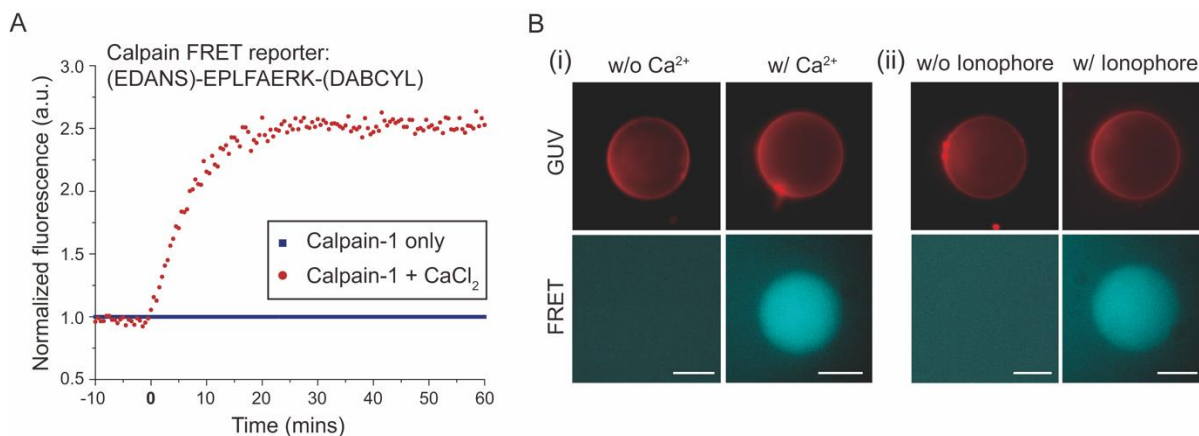 A
Calpain FRET reporter:
(EDANS)-EPLFAERK-(DABCYL)
Normalized fluorescence (a.u.)
3.0
2.5
2.0
1.5
1.0
0.5
Calpain-1 only
Calpain-1 + CaCl₂
-10 0 10 20 30 40 50 60
Time (mins)
B
(i) w/o Ca²⁺ w/ Ca²⁺
(ii) w/o Ionophore w/ Ionophore
GUV
FRET